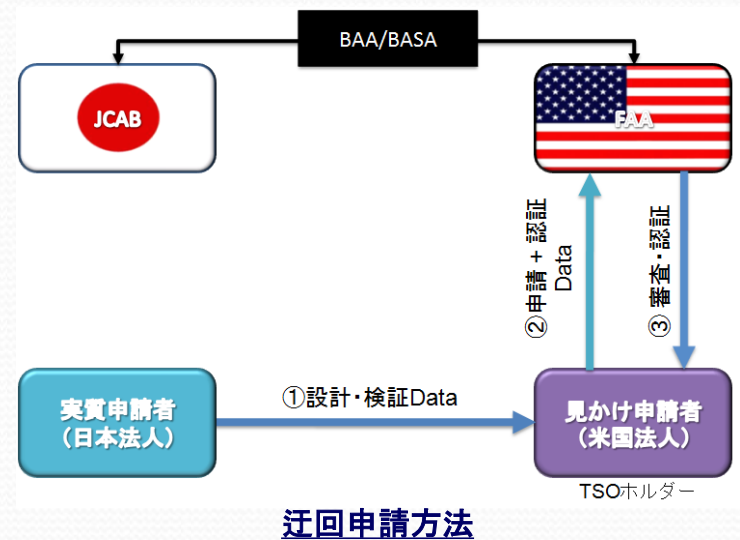 BAA/BASA
JCAB
FAA
②申請 + 認証
Data
③ 審査・認証
実質申請者
（日本法人）
①設計・検証Data
見かけ申請者
（米国法人）
TSOホルダー
迂回申請方法